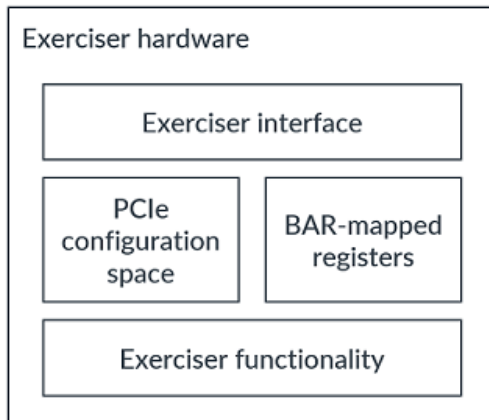 Exerciser hardware
Exerciser interface
PCIe
configuration
space
BAR-mapped
registers
Exerciser functionality